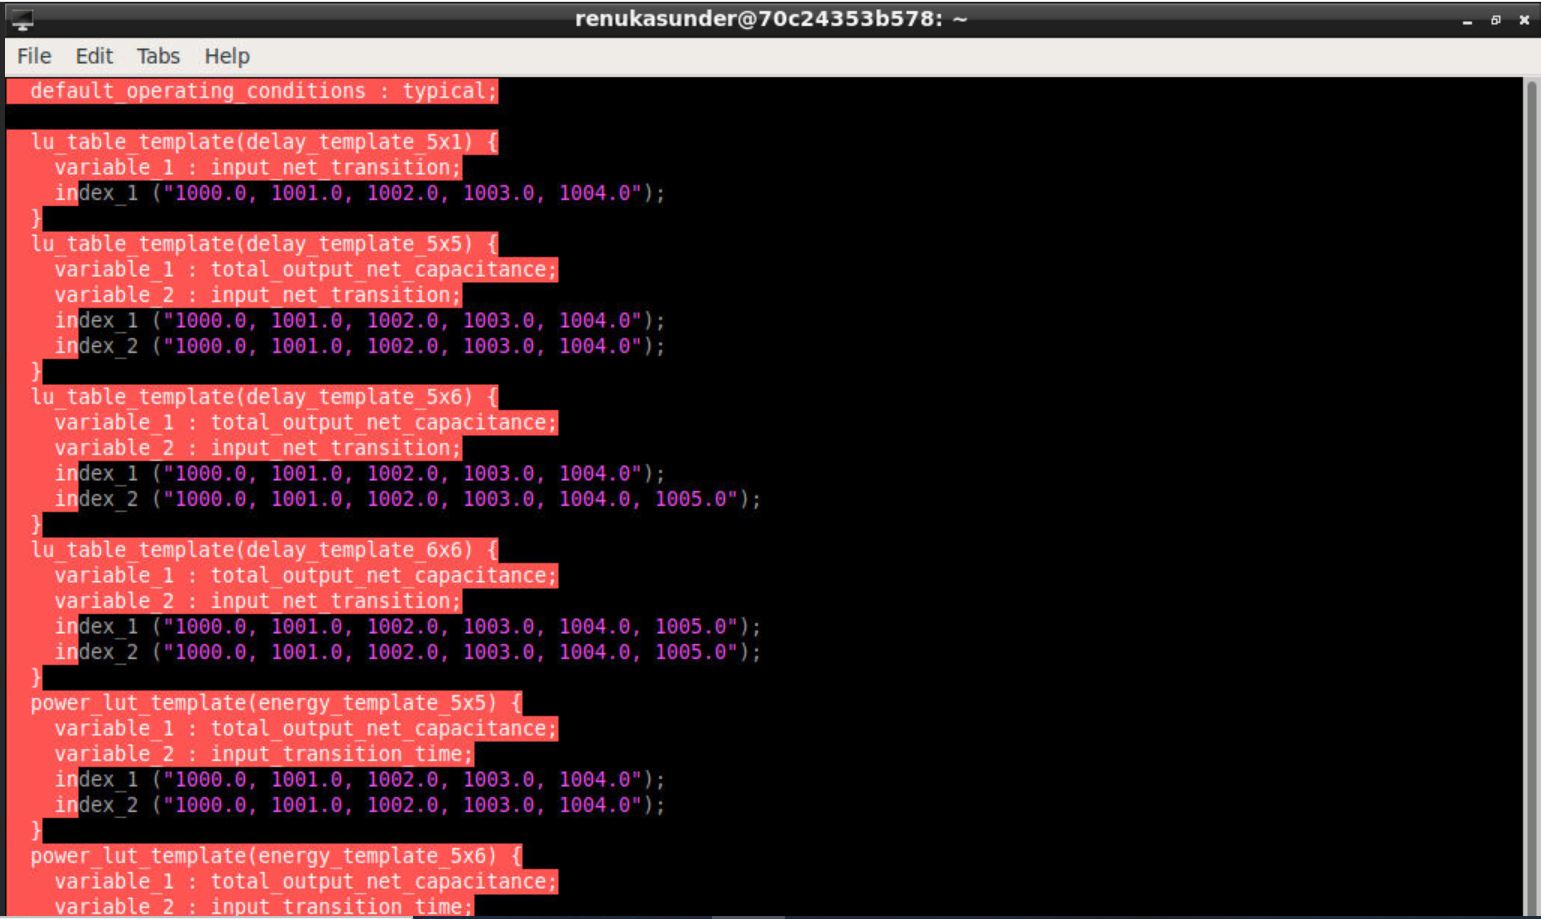 renukasunder@70c24353b578: ~
File Edit Tabs Help
default_operating_conditions : typical;
lu_table_template(delay_template_5x1) {
variable_1 : input_net_transition;
index_1 ("1000.0, 1001.0, 1002.0, 1003.0, 1004.0");
}
lu_table_template(delay_template_5x5) {
variable_1 : total_output_net_capacitance;
variable_2 : input_net_transition;
index_1 ("1000.0, 1001.0, 1002.0, 1003.0, 1004.0");
index_2 ("1000.0, 1001.0, 1002.0, 1003.0, 1004.0");
}
lu_table_template(delay_template_5x6) {
variable_1 : total_output_net_capacitance;
variable_2 : input_net_transition;
index_1 ("1000.0, 1001.0, 1002.0, 1003.0, 1004.0");
index_2 ("1000.0, 1001.0, 1002.0, 1003.0, 1004.0, 1005.0");
}
lu_table_template(delay_template_6x6) {
variable_1 : total_output_net_capacitance;
variable_2 : input_net_transition;
index_1 ("1000.0, 1001.0, 1002.0, 1003.0, 1004.0, 1005.0");
index_2 ("1000.0, 1001.0, 1002.0, 1003.0, 1004.0, 1005.0");
}
power_lut_template(energy_template_5x5) {
variable_1 : total_output_net_capacitance;
variable_2 : input_transition_time;
index_1 ("1000.0, 1001.0, 1002.0, 1003.0, 1004.0");
index_2 ("1000.0, 1001.0, 1002.0, 1003.0, 1004.0");
}
power_lut_template(energy_template_5x6) {
variable_1 : total_output_net_capacitance;
variable_2 : input_transition_time;